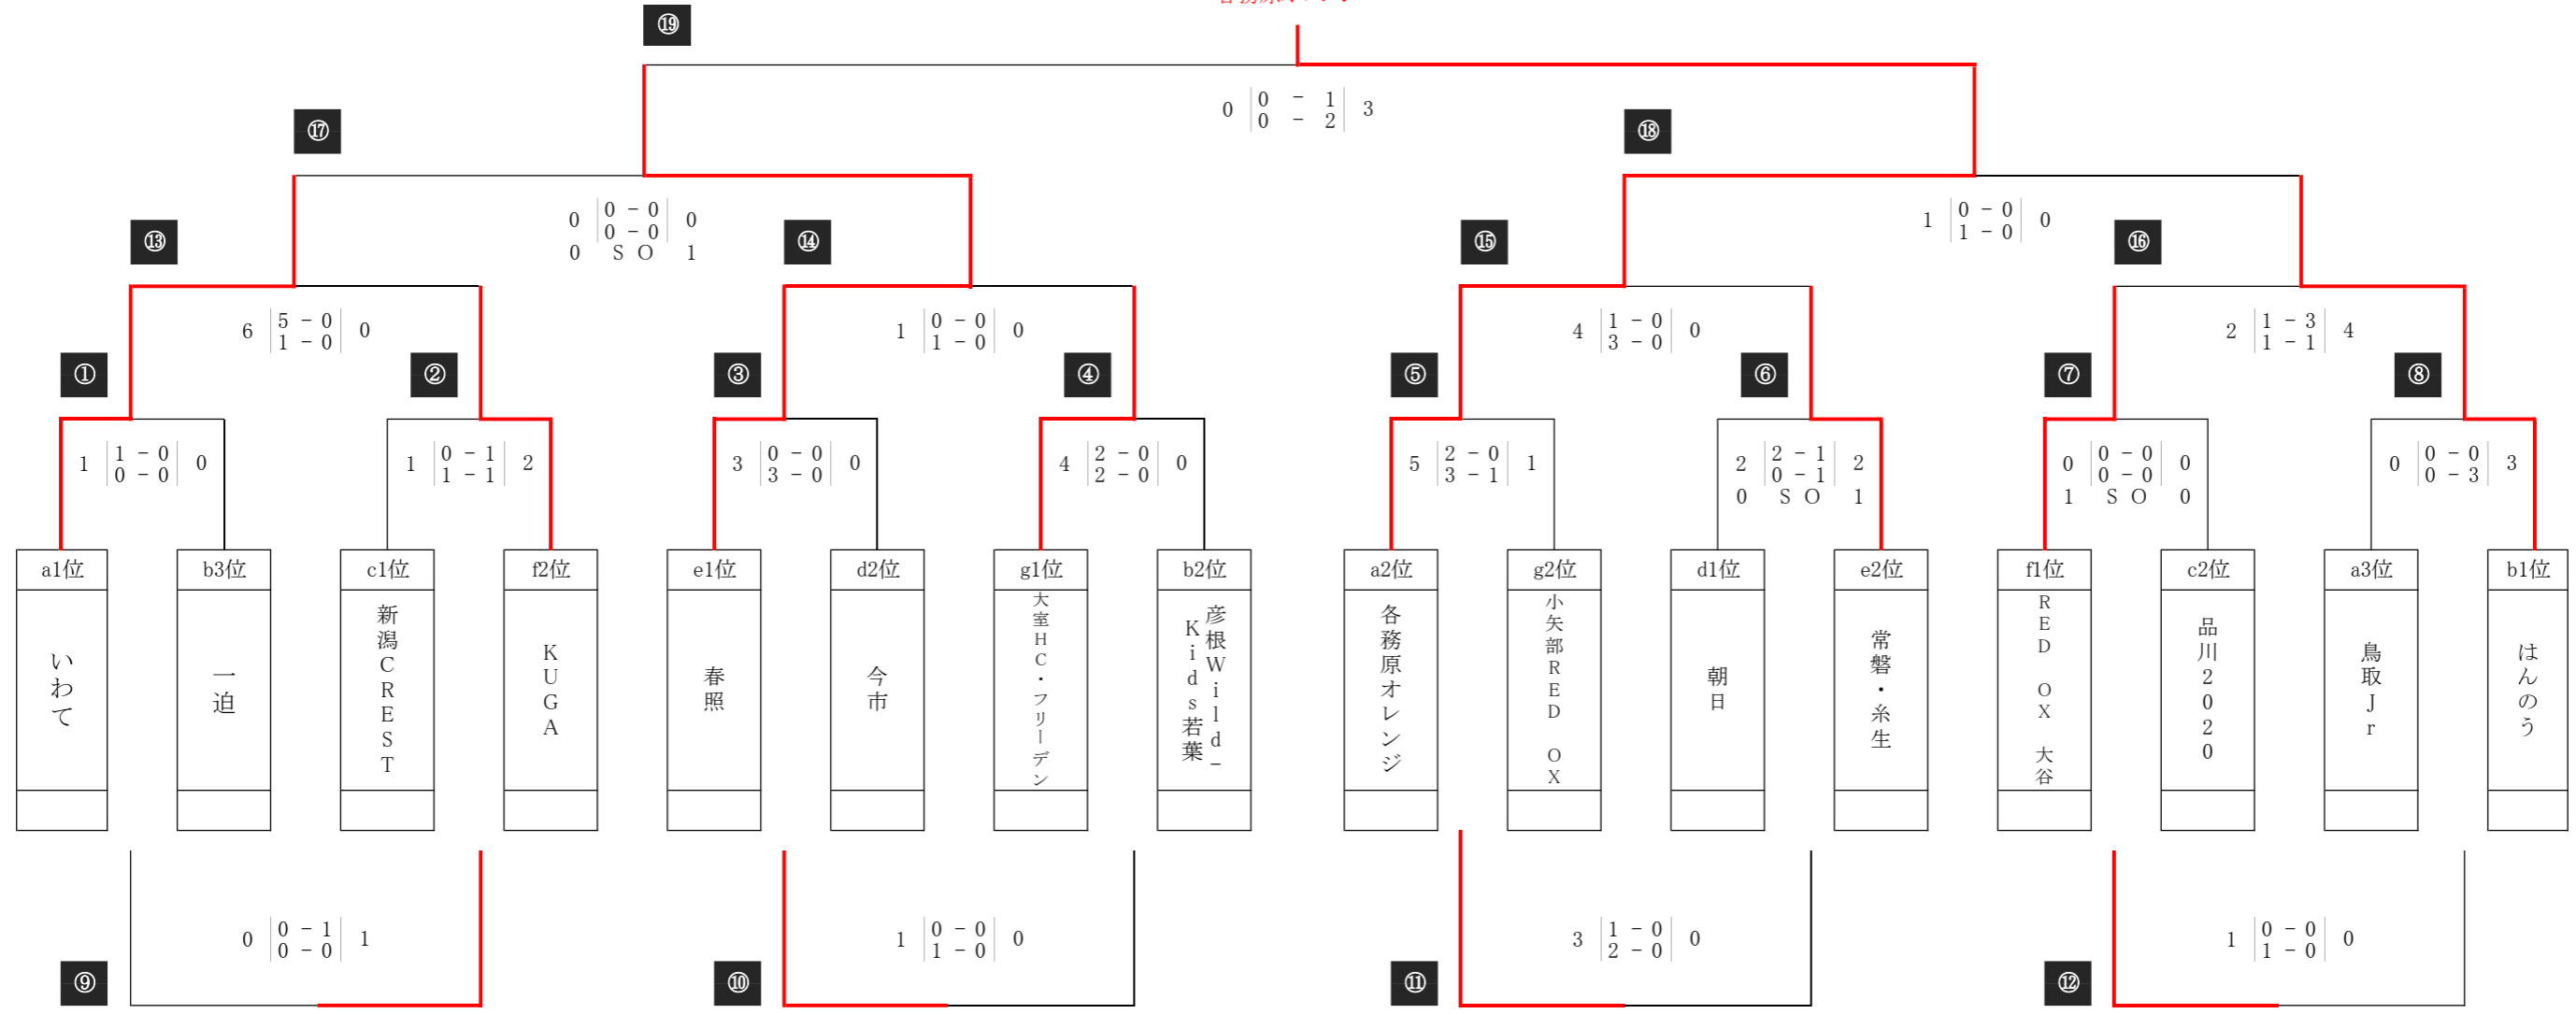 ⑲
0 0 - 1 3
0 - 2
⑰
⑱
0 0 - 0 0
0 - 0
0 S O 1
1 0 - 0 0
1 - 0
⑬
⑭
⑮
⑯
6 5 - 0 0
1 - 0
1 0 - 0 0
1 - 0
4 1 - 0 0
3 - 0
2 1 - 3 4
1 - 1
①
②
③
④
⑤
⑥
⑦
⑧
1 1 - 0 0
0 - 0
1 0 - 1 2
1 - 1
3 0 - 0 0
3 - 0
4 2 - 0 0
2 - 0
5 2 - 0 1
3 - 1
2 2 - 1 2
0 - 1
0 S O 1
0 0 - 0 0
0 - 0
1 S O 0
0 0 - 0 3
0 - 3
a1位
b3位
c1位
f2位
e1位
d2位
g1位
b2位
a2位
g2位
d1位
e2位
f1位
c2位
a3位
b1位
いわて
一迫
新潟CREST
KUGA
春照
今市
大室HC・フリーデン
彦根Wild-
Kids若葉
各務原オレンジ
小矢部RED OX
朝日
常磐・糸生
RED OX 大谷
品川2020
鳥取Jr
はんのう
0 0 - 1 1
0 - 0
1 0 - 0 0
1 - 0
3 1 - 0 0
2 - 0
1 0 - 0 0
1 - 0
⑨
⑩
⑪
⑫